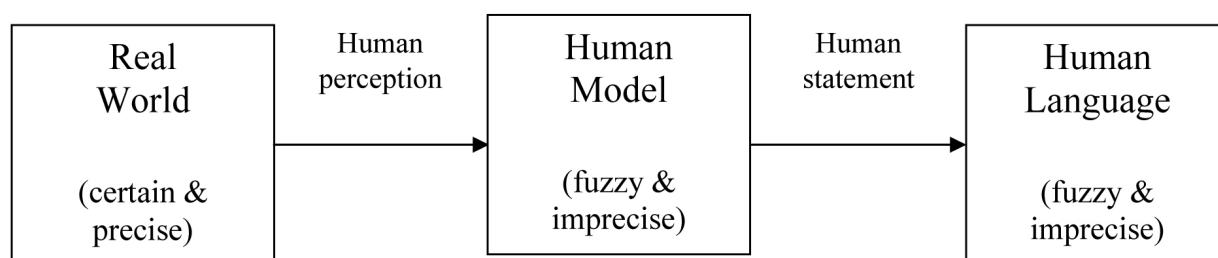 Real
World
(certain &
precise)
Human
perception
Human
Model
(fuzzy &
imprecise)
Human
statement
Human
Language
(fuzzy &
imprecise)